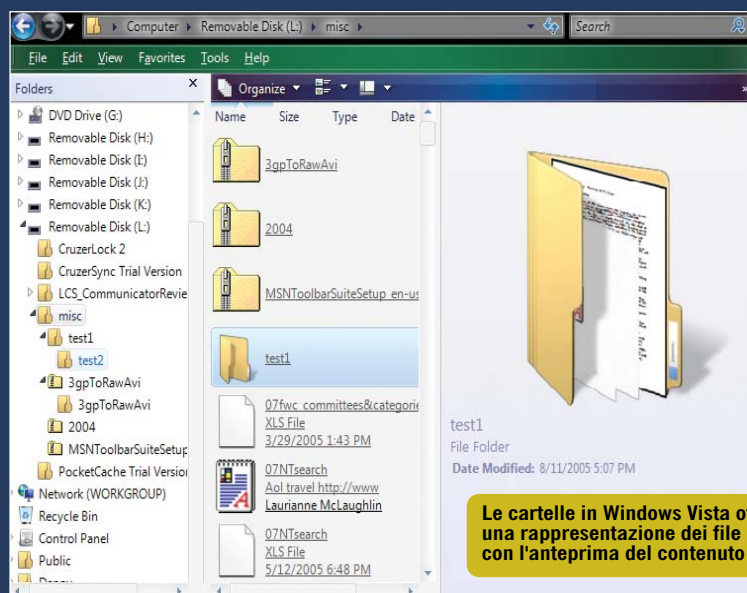 Computer Removable Disk (L:) misc Search
File Edit View Favorites Tools Help
Folders X
DVD Drive (G:)
Removable Disk (H:)
Removable Disk (I:)
Removable Disk (J:)
Removable Disk (K:)
Removable Disk (L:)
CruzerLock 2
CruzerSync Trial Version
LCS_CommunicatorRevie
misc
test1
test2
3gpToRawAvi
3gpToRawAvi
2004
MSNToolbarSuiteSetup
PocketCache Trial Version
Network (WORKGROUP)
Recycle Bin
Control Panel
Public
Organize »
Name Size Type Date
3gpToRawAvi
2004
MSNToolbarSuiteSetup en-us
test1
07fwc committees&categorie
XLS File
3/29/2005 1:43 PM
07NTsearch
Aol travel http://www
Laurianne McLaughlin
07NTsearch
XLS File
5/12/2005 6:48 PM
test1
File Folder
Date Modified: 8/11/2005 5:07 PM
Le cartelle in Windows Vista
una rappresentazione dei file
con l'anteprima del contenuto